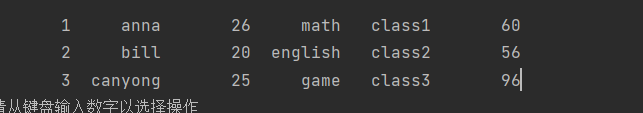 1 anna 26 math class1 60
2 bill 20 english class2 56
3 canyong 25 game class3 96
请从键盘输入数字以选择操作